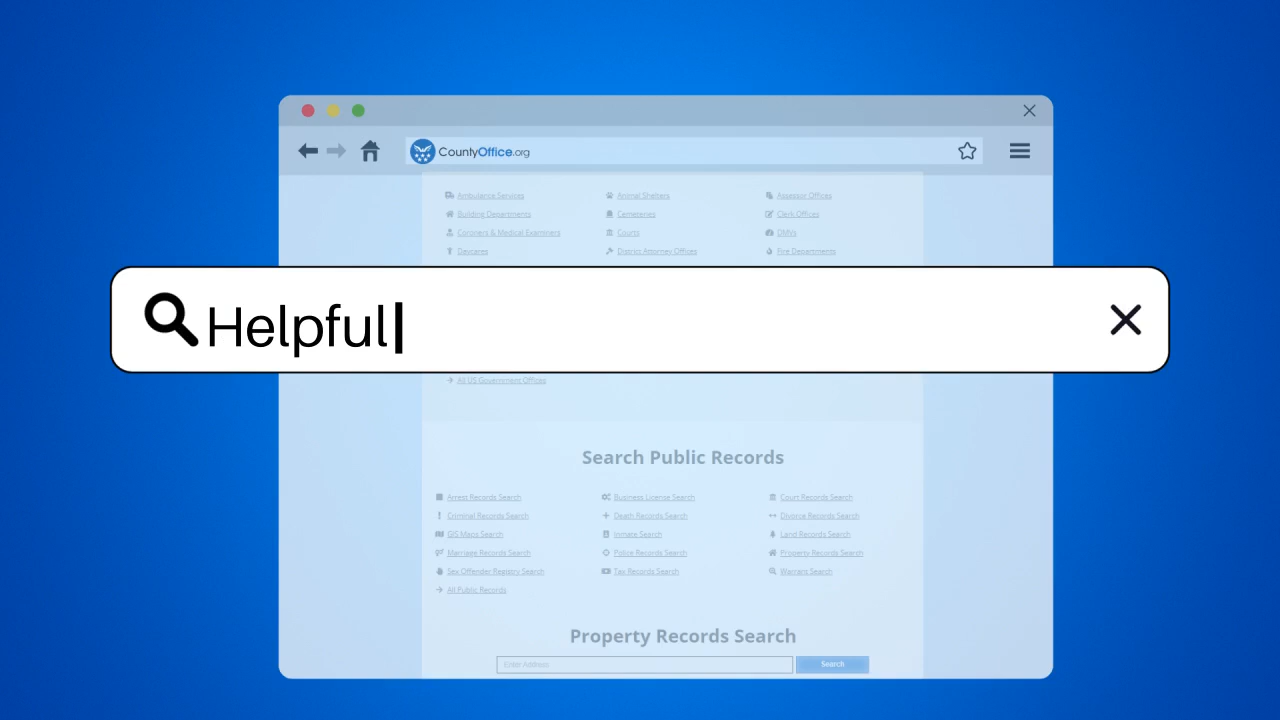 CountyOffice.org
Ambulance Services Animal Shelters Assessor Offices
Building Departments Cemeteries Clerk Offices
Coroners & Medical Examiners Courts DMVs
Daycares District Attorney Offices Fire Departments
Helpful
All US Government Offices
Search Public Records
Arrest Records Search Business License Search Court Records Search
Criminal Records Search Death Records Search Divorce Records Search
GIS Maps Search Inmate Search Land Records Search
Marriage Records Search Police Records Search Property Records Search
Sex Offender Registry Search Tax Records Search Warrant Search
All Public Records
Property Records Search
Enter Address Search